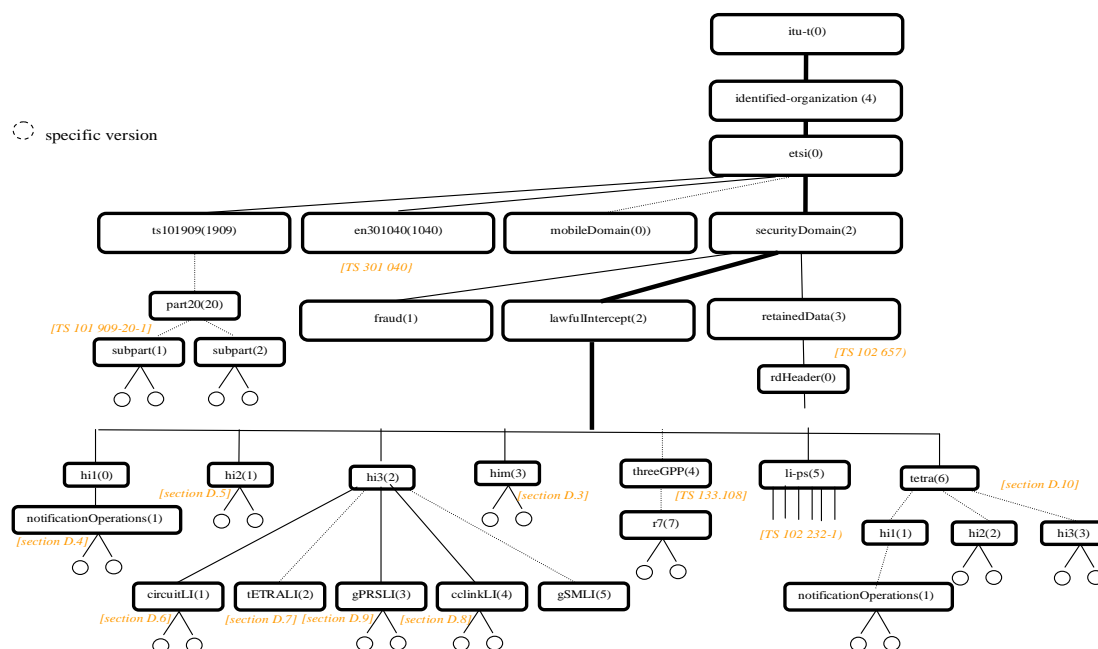 itu-t(0)
identified-organization (4)
specific version
etsi(0)
ts101909(1909)
en301040(1040)
mobileDomain(0))
securityDomain(2)
[TS 301 040]
part20(20)
fraud(1)
lawfulIntercept(2)
retainedData(3)
[TS 101 909-20-1]
subpart(1)
subpart(2)
[TS 102 657)
rdHeader(0)
hi1(0)
hi2(1)
hi3(2)
him(3)
threeGPP(4)
li-ps(5)
tetra(6)
[section D.10]
[section D.5]
[section D.3]
[TS 133.108]
notificationOperations(1)
r7(7)
[TS 102 232-1)
hi1(1)
hi2(2)
hi3(3)
[section D.4]
circuitLI(1)
tETRALI(2)
gPRSLI(3)
cclinkLI(4)
gSMLI(5)
notificationOperations(1)
[section D.6]
[section D.7]
[section D.9]
[section D.8]